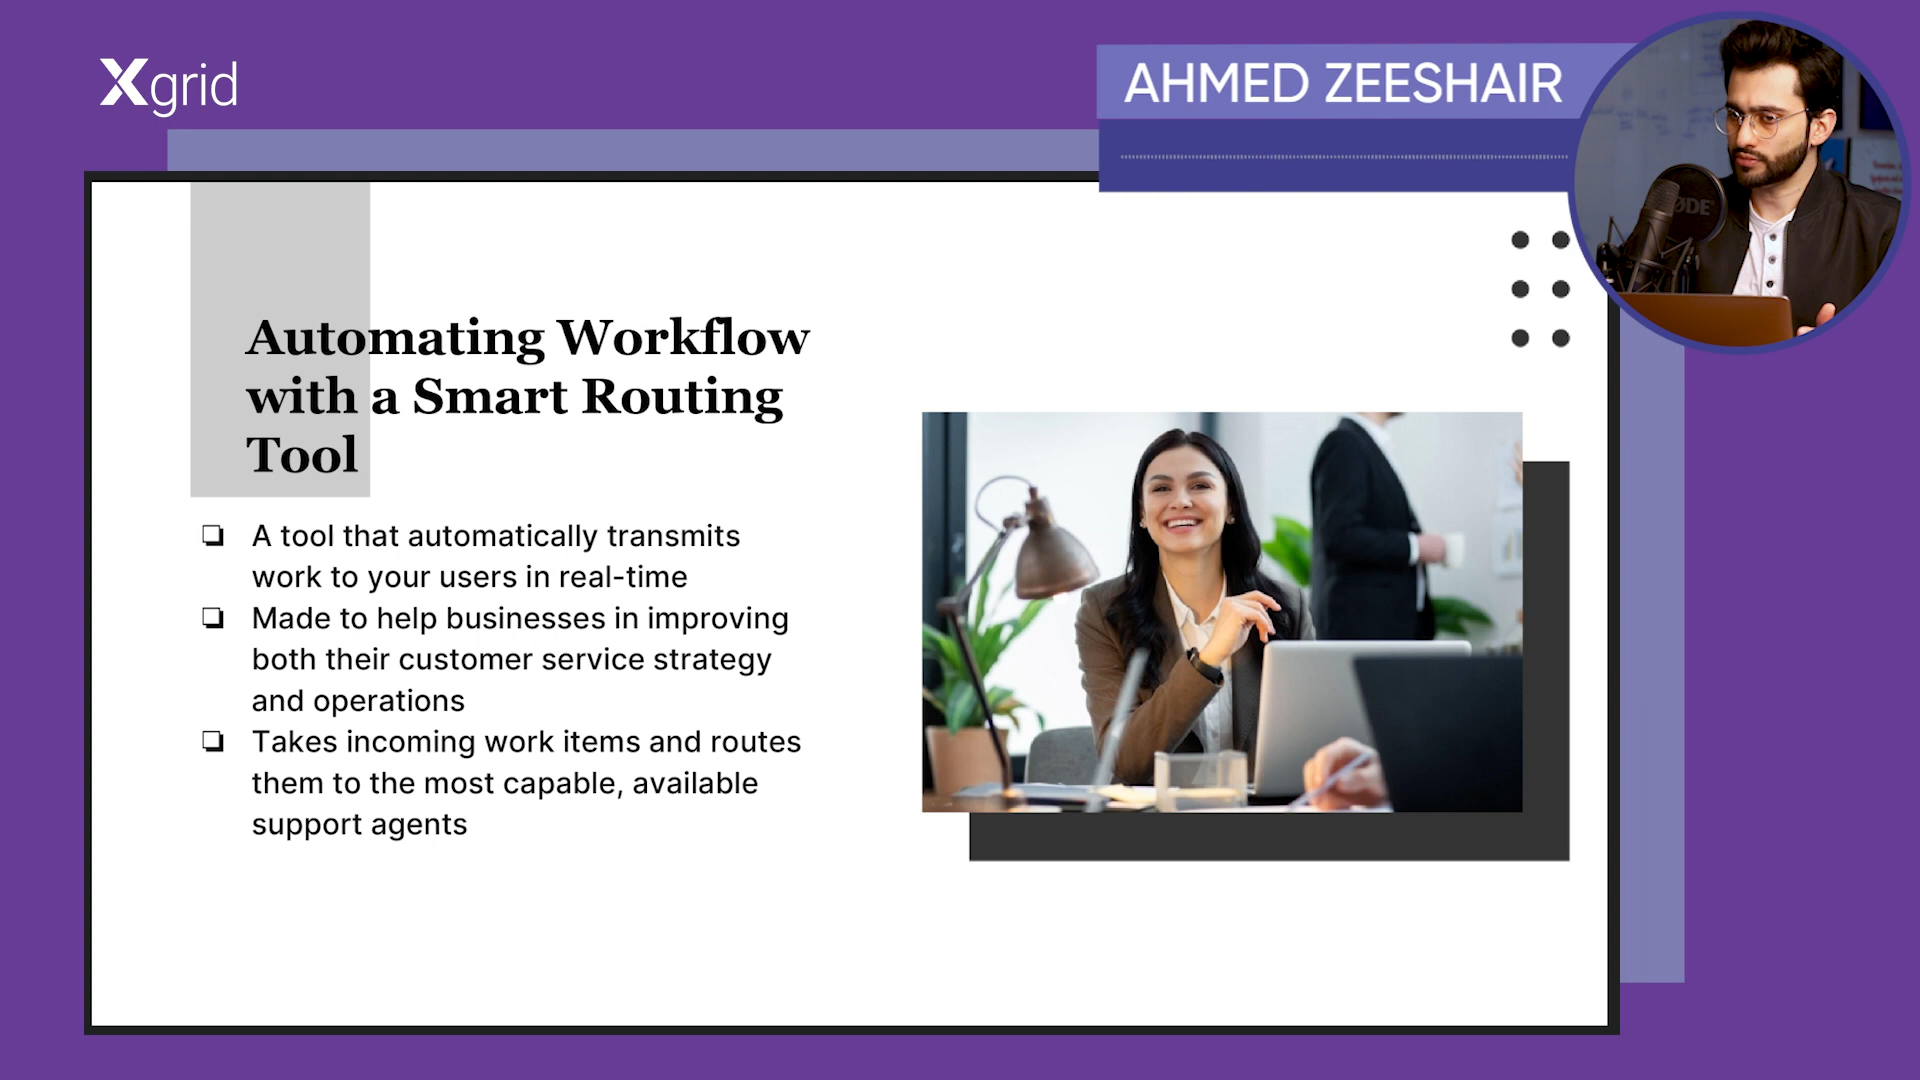 Xgrid
AHMED ZEESHAIR
RØDE
Automating Workflow
with a Smart Routing
Tool
❏ A tool that automatically transmits
work to your users in real-time
❏ Made to help businesses in improving
both their customer service strategy
and operations
❏ Takes incoming work items and routes
them to the most capable, available
support agents